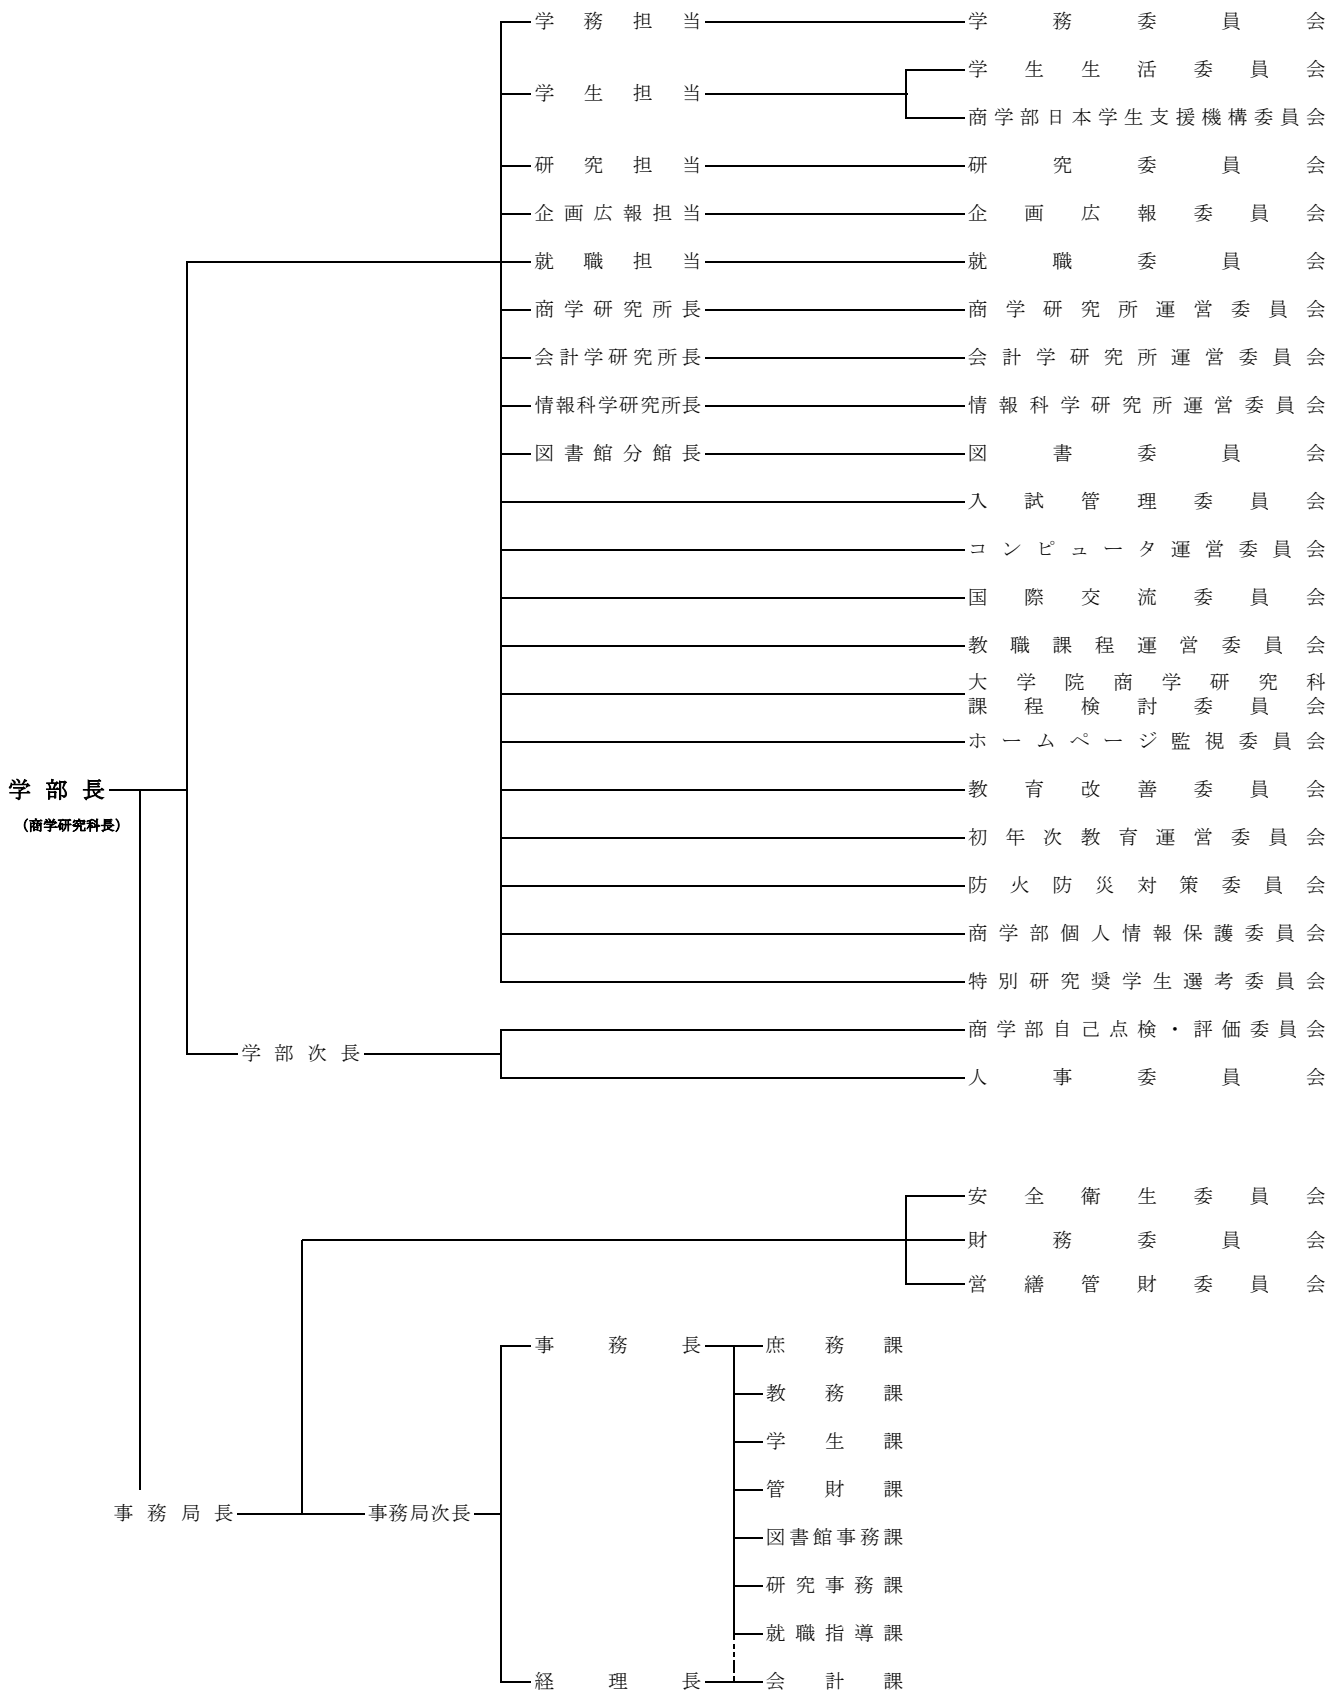 学務担当 学務委員会
学生生活委員会
学生担当
商学部日本学生支援機構委員会
研究担当 研究委員会
企画広報担当 企画広報委員会
就職担当 就職委員会
商学研究所長 商学研究所運営委員会
会計学研究所長 会計学研究所運営委員会
情報科学研究所長 情報科学研究所運営委員会
図書館分館長 図書委員会
入試管理委員会
コンピュータ運営委員会
国際交流委員会
教職課程運営委員会
大学院商学研究科
課程検討委員会
ホームページ監視委員会
学部長 教育改善委員会
（商学研究科長）
初年次教育運営委員会
防火防災対策委員会
商学部個人情報保護委員会
特別研究奨学生選考委員会
商学部自己点検・評価委員会
学部次長
人事委員会
安全衛生委員会
財務委員会
営繕管財委員会
事務長 庶務課
教務課
学生課
管財課
事務局長 事務局次長
図書館事務課
研究事務課
就職指導課
経理長 会計課